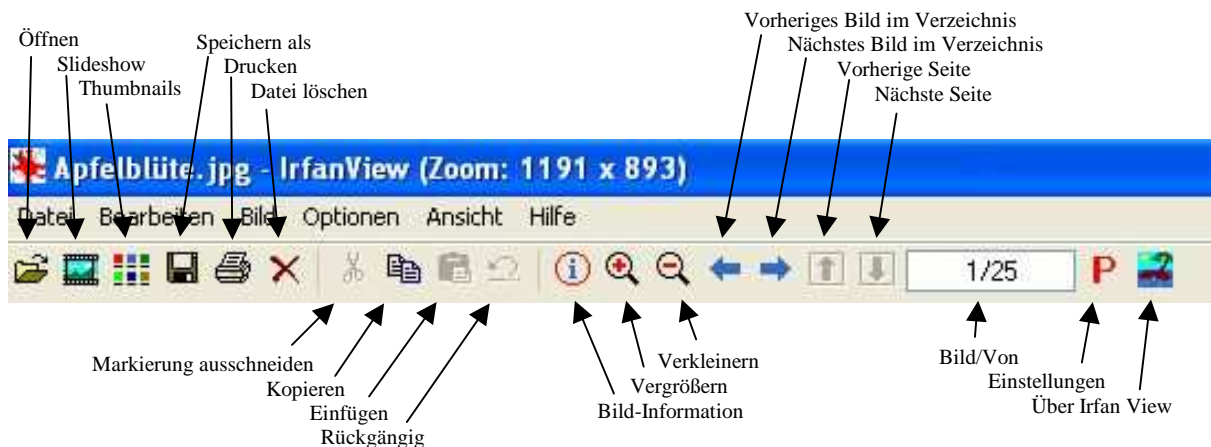 Vorheriges Bild im Verzeichnis
Öffnen
Speichern als
Nächstes Bild im Verzeichnis
Slideshow
Drucken
Vorherige Seite
Thumbnails
Datei löschen
Nächste Seite
Apfelblüte.jpg - IrfanView (Zoom: 1191 x 893)
Datei Bearbeiten Bild Optionen Ansicht Hilfe
1/25 P
Markierung ausschneiden
Verkleinern
Bild/Von
Kopieren
Vergrößern
Einstellungen
Einfügen
Bild-Information
Über Irfan View
Rückgängig